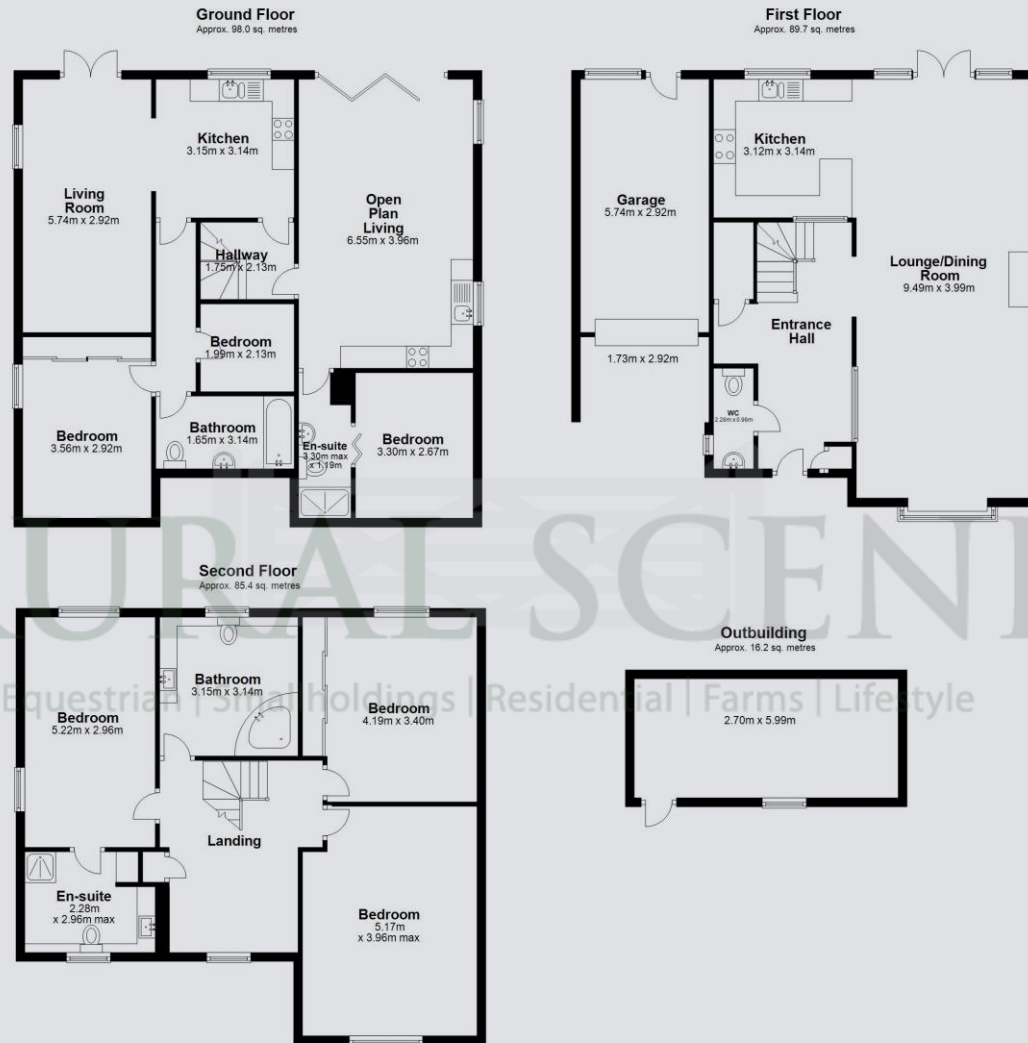 Ground Floor
Approx. 98.0 sq. metres
Kitchen
3.15m x 3.14m
Living
Room
5.74m x 2.92m
Open
Plan
Living
6.55m x 3.96m
Hallway
1.75m x 2.13m
Bedroom
1.99m x 2.13m
Bedroom
3.56m x 2.92m
Bathroom
1.65m x 3.14m
En-suite
3.30m max
x 1.19m
Bedroom
3.30m x 2.67m
First Floor
Approx. 89.7 sq. metres
Kitchen
3.12m x 3.14m
Garage
5.74m x 2.92m
Lounge/Dining
Room
9.49m x 3.99m
Entrance
Hall
1.73m x 2.92m
WC
2.28m x 0.96m
RURAL SCENE
Equestrian | Smallholdings | Residential | Farms | Lifestyle
Second Floor
Approx. 85.4 sq. metres
Bathroom
3.15m x 3.14m
Bedroom
5.22m x 2.96m
Bedroom
4.19m x 3.40m
Landing
En-suite
2.28m
x 2.96m max
Bedroom
5.17m
x 3.96m max
Outbuilding
Approx. 16.2 sq. metres
2.70m x 5.99m